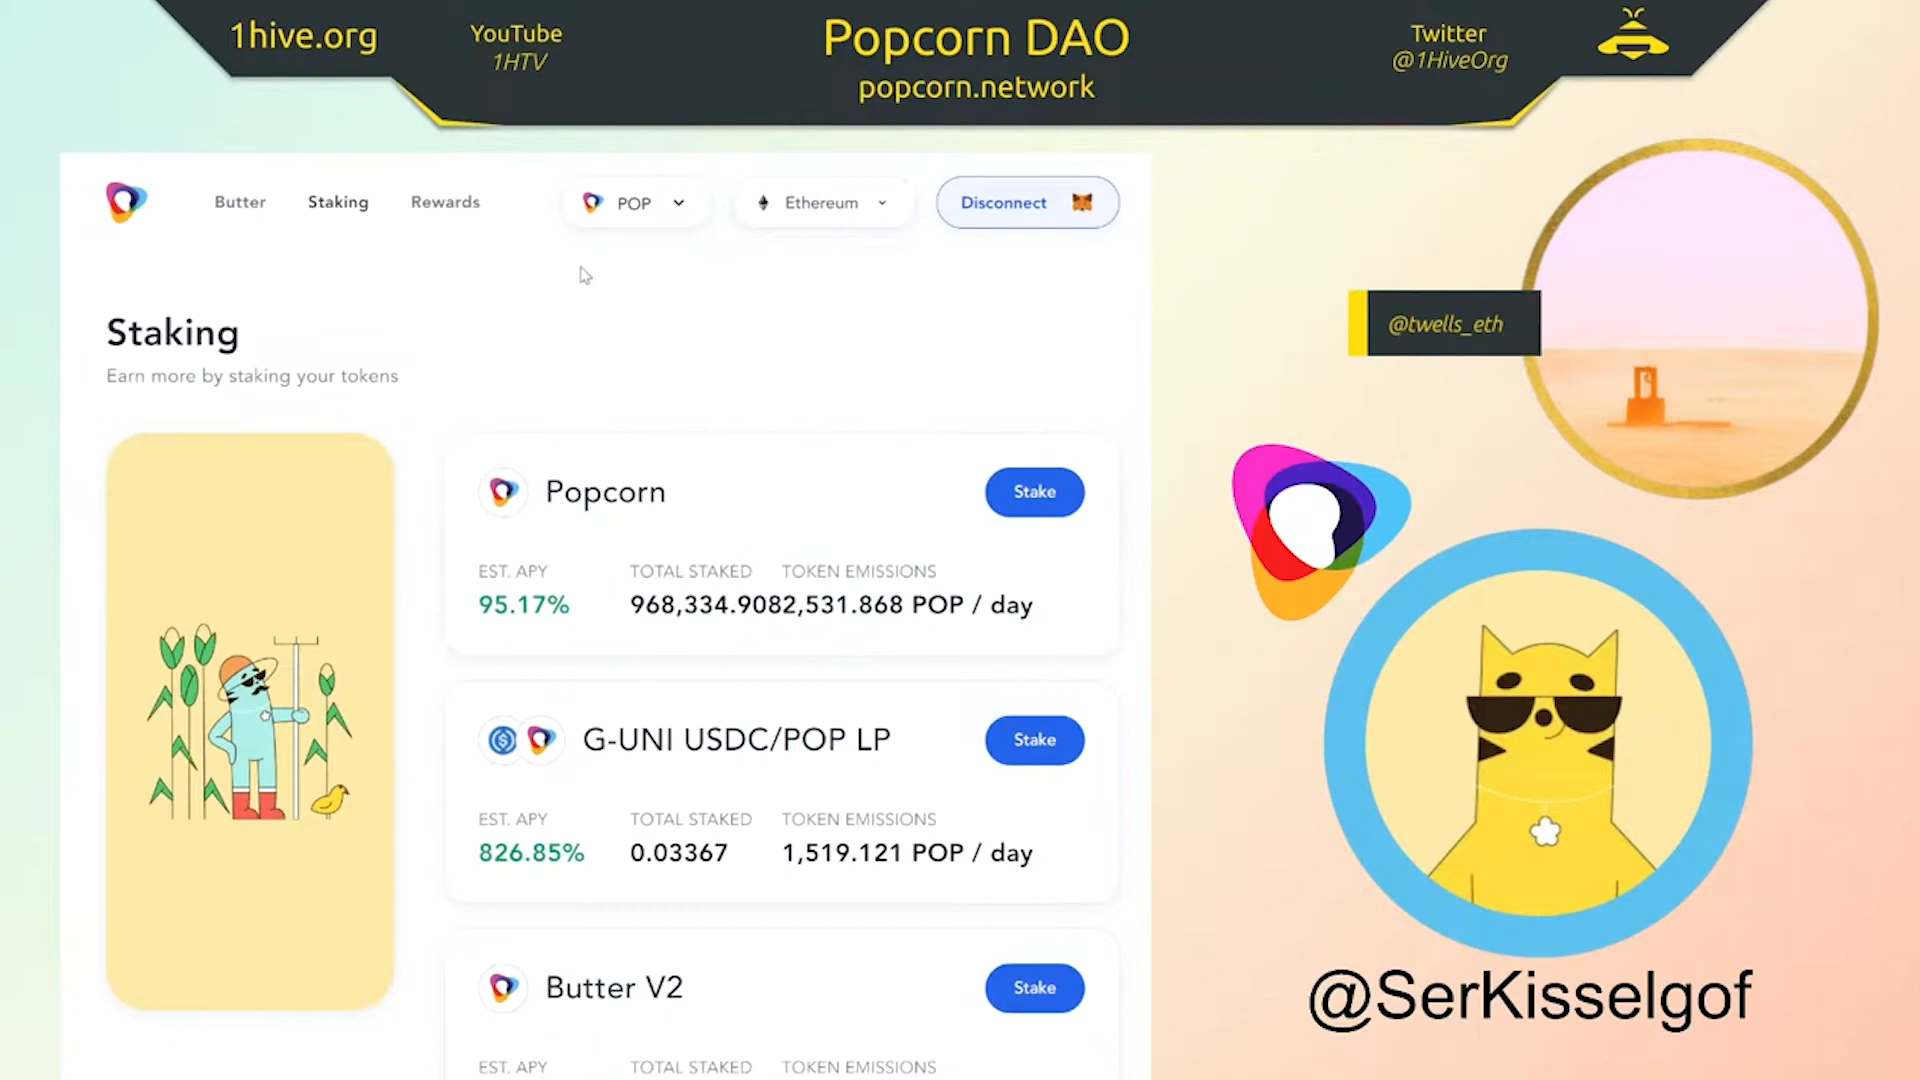 1hive.org
YouTube
1HTV
Popcorn DAO
popcorn.network
Twitter
@1HiveOrg
Butter
Staking
Rewards
POP
Ethereum
Disconnect
Staking
Earn more by staking your tokens
Popcorn
Stake
EST. APY
TOTAL STAKED
TOKEN EMISSIONS
95.17%
968,334.9082,531.868 POP / day
G-UNI USDC/POP LP
Stake
EST. APY
TOTAL STAKED
TOKEN EMISSIONS
826.85%
0.03367
1,519.121 POP / day
Butter V2
Stake
EST. APY
TOTAL STAKED
TOKEN EMISSIONS
@twells_eth
@SerKisselgof